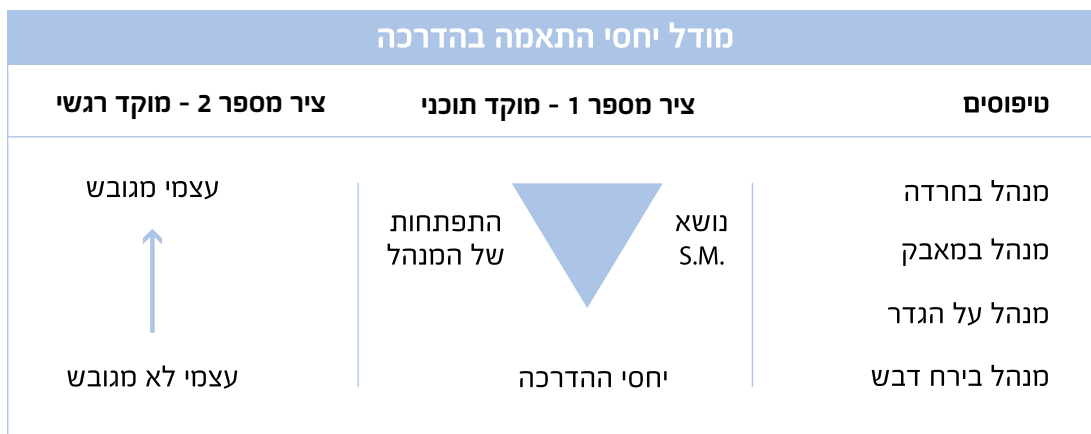 מודל יחסי התאמה בהדרכה
טיפוסים
ציר מספר 1 - מוקד תוכני
ציר מספר 2 - מוקד רגשי
מנהל בחרדה
מנהל במאבק
מנהל על הגדר
מנהל בירח דבש
נושא
S.M.
התפתחות
של המנהל
יחסי ההדרכה
עצמי מגובש
עצמי לא מגובש